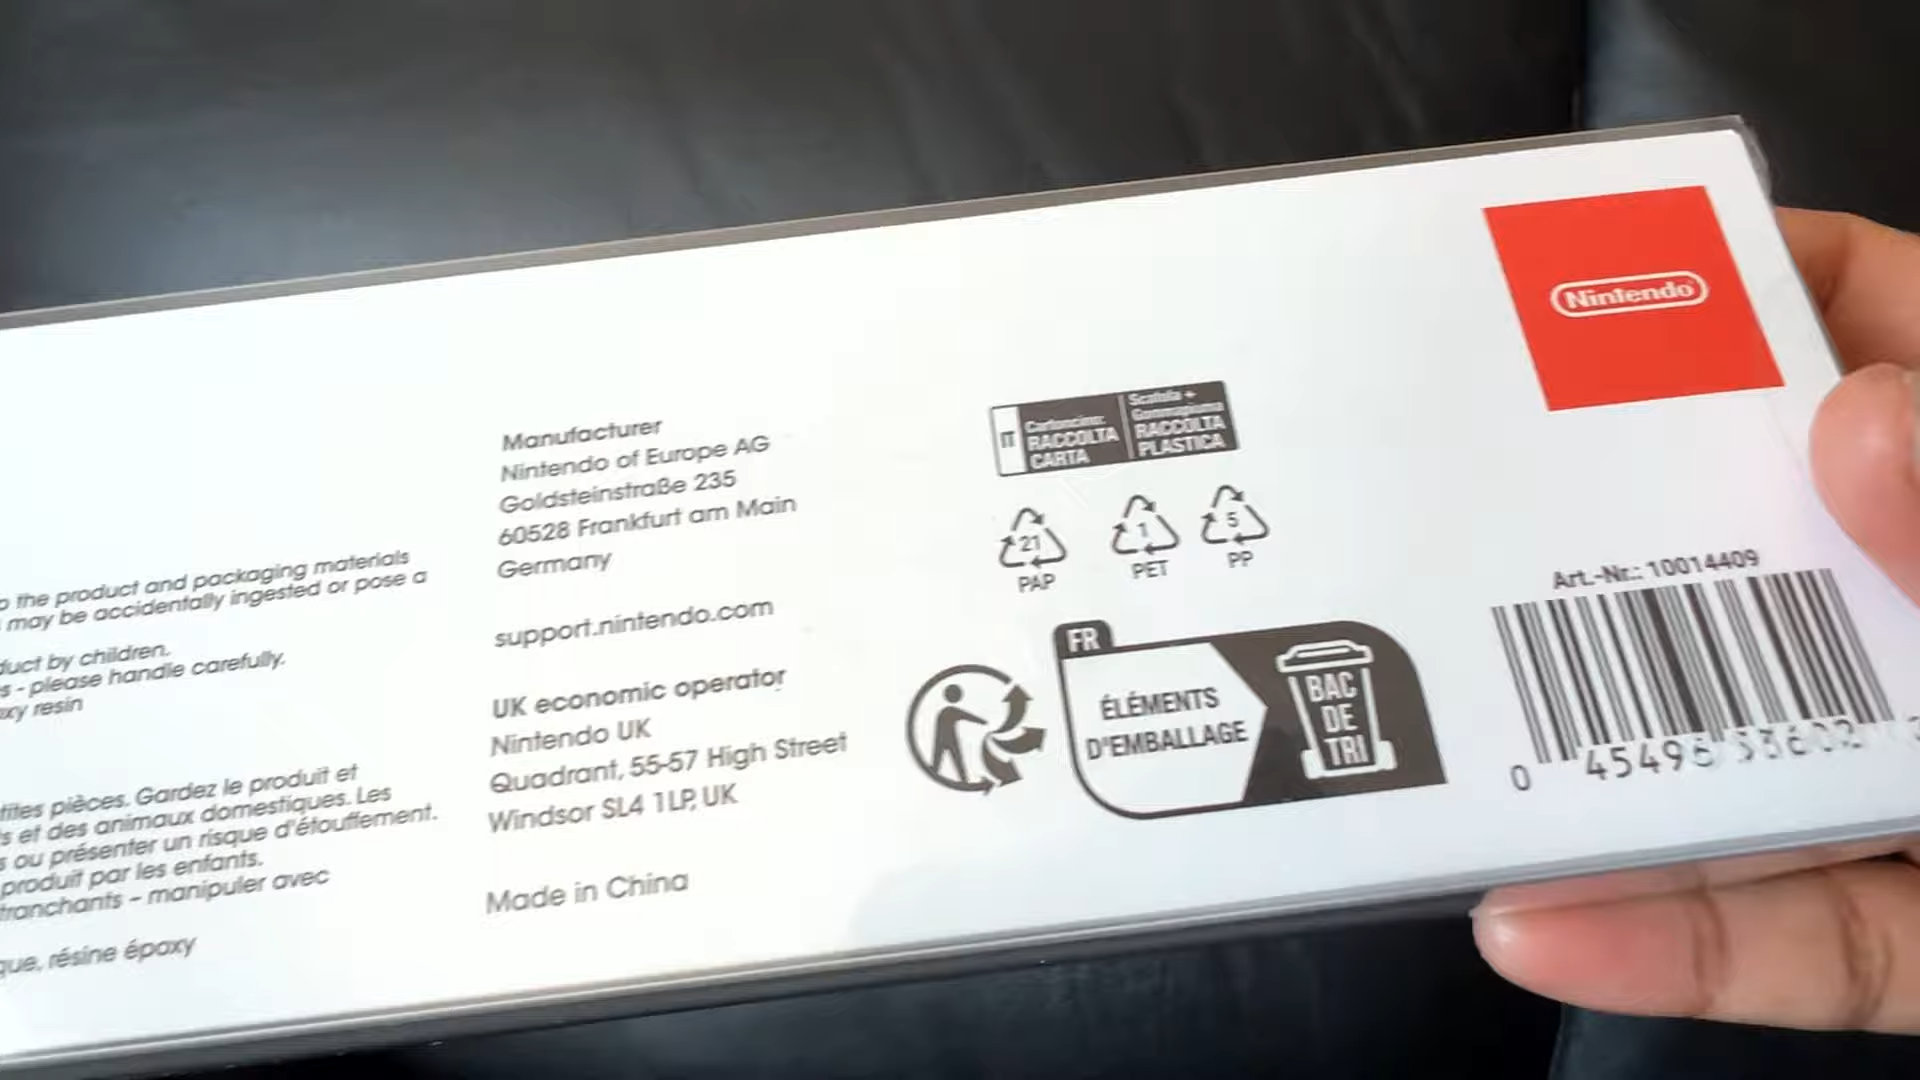 the product and packaging materials
may be accidentally ingested or pose a
by children.
- please handle carefully.
resin
pièces. Gardez le produit et
et des animaux domestiques. Les
ou présenter un risque d'étouffement.
produit par les enfants.
tranchants – manipuler avec
résine époxy
Manufacturer
Nintendo of Europe AG
Goldsteinstraße 235
60528 Frankfurt am Main
Germany
support.nintendo.com
UK economic operator
Nintendo UK
Quadrant, 55-57 High Street
Windsor SL4 1LP, UK
Made in China
IT
Cartoncino:
RACCOLTA
CARTA
Scatola +
RACCOLTA
PLASTICA
21
PAP
1
PET
5
PP
FR
ÉLÉMENTS
D'EMBALLAGE
BAC
DE
TRI
Nintendo
Art.-Nr.: 10014409
0